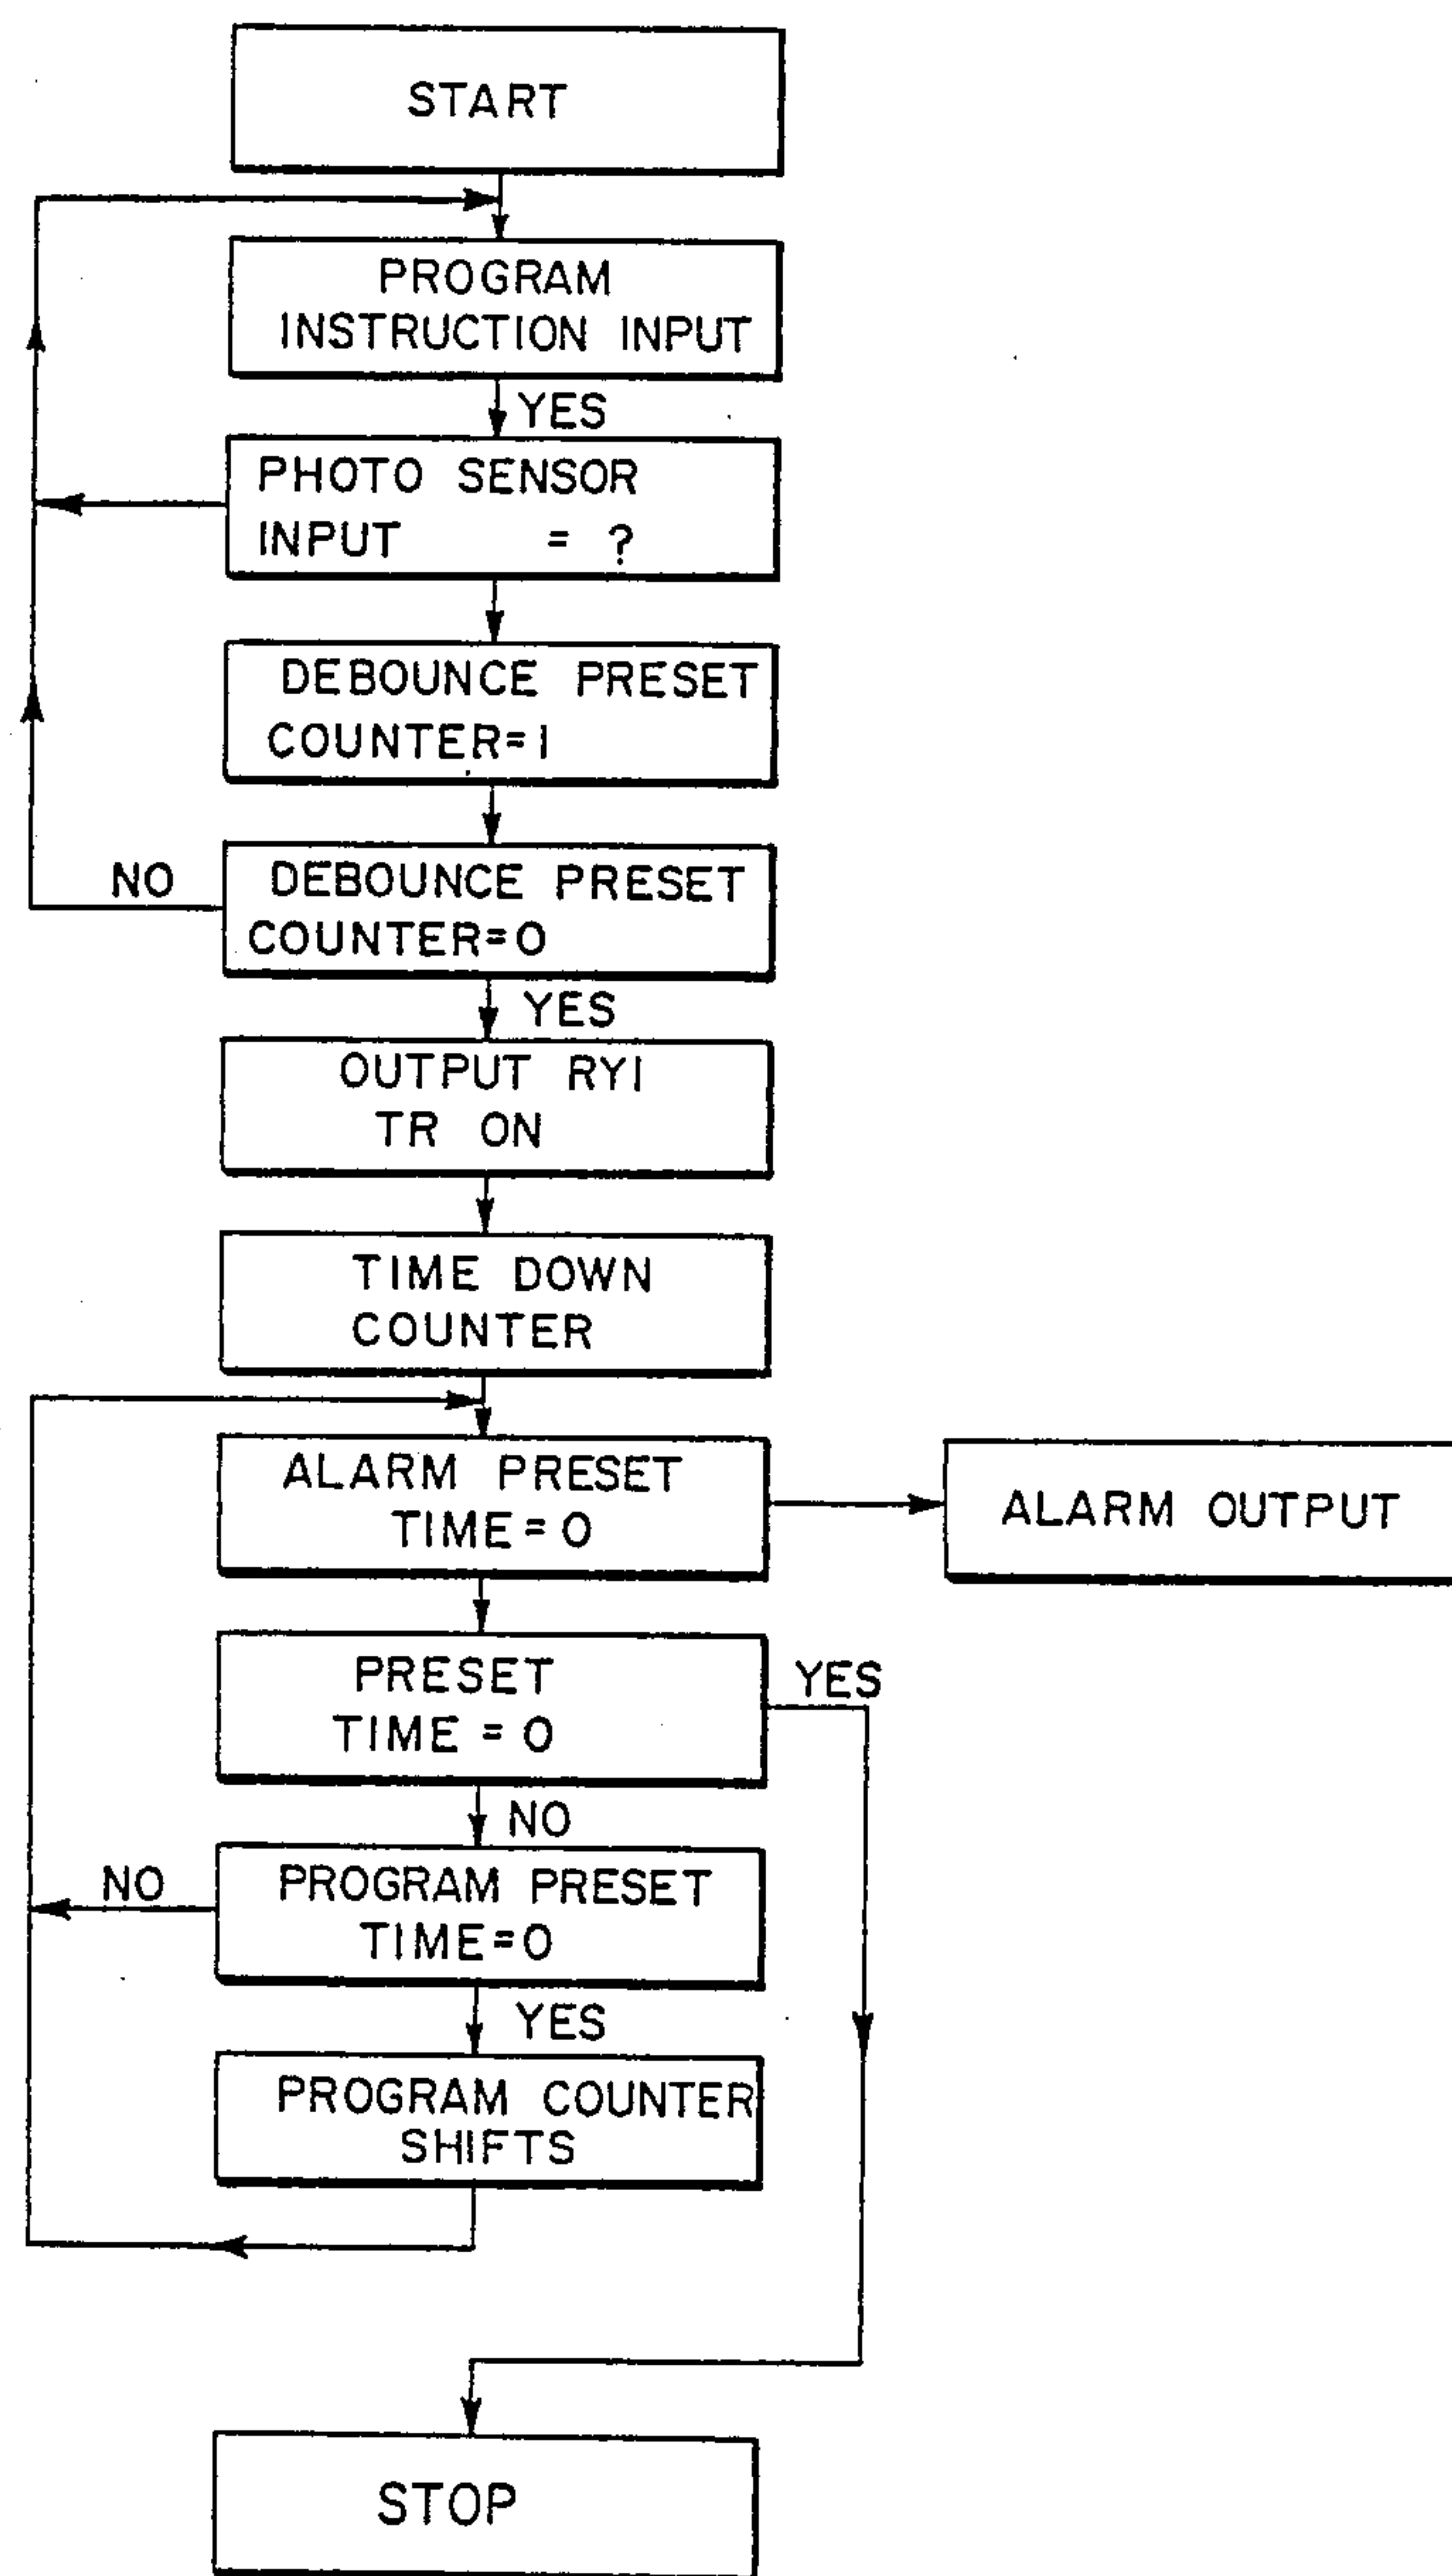 START
PROGRAM
INSTRUCTION INPUT
YES
PHOTO SENSOR
INPUT = ?
DEBOUNCE PRESET
COUNTER=1
NO
DEBOUNCE PRESET
COUNTER=0
YES
OUTPUT RY1
TR ON
TIME DOWN
COUNTER
ALARM PRESET
TIME=0
ALARM OUTPUT
PRESET
TIME=0
YES
NO
NO
PROGRAM PRESET
TIME=0
YES
PROGRAM COUNTER
SHIFTS
STOP